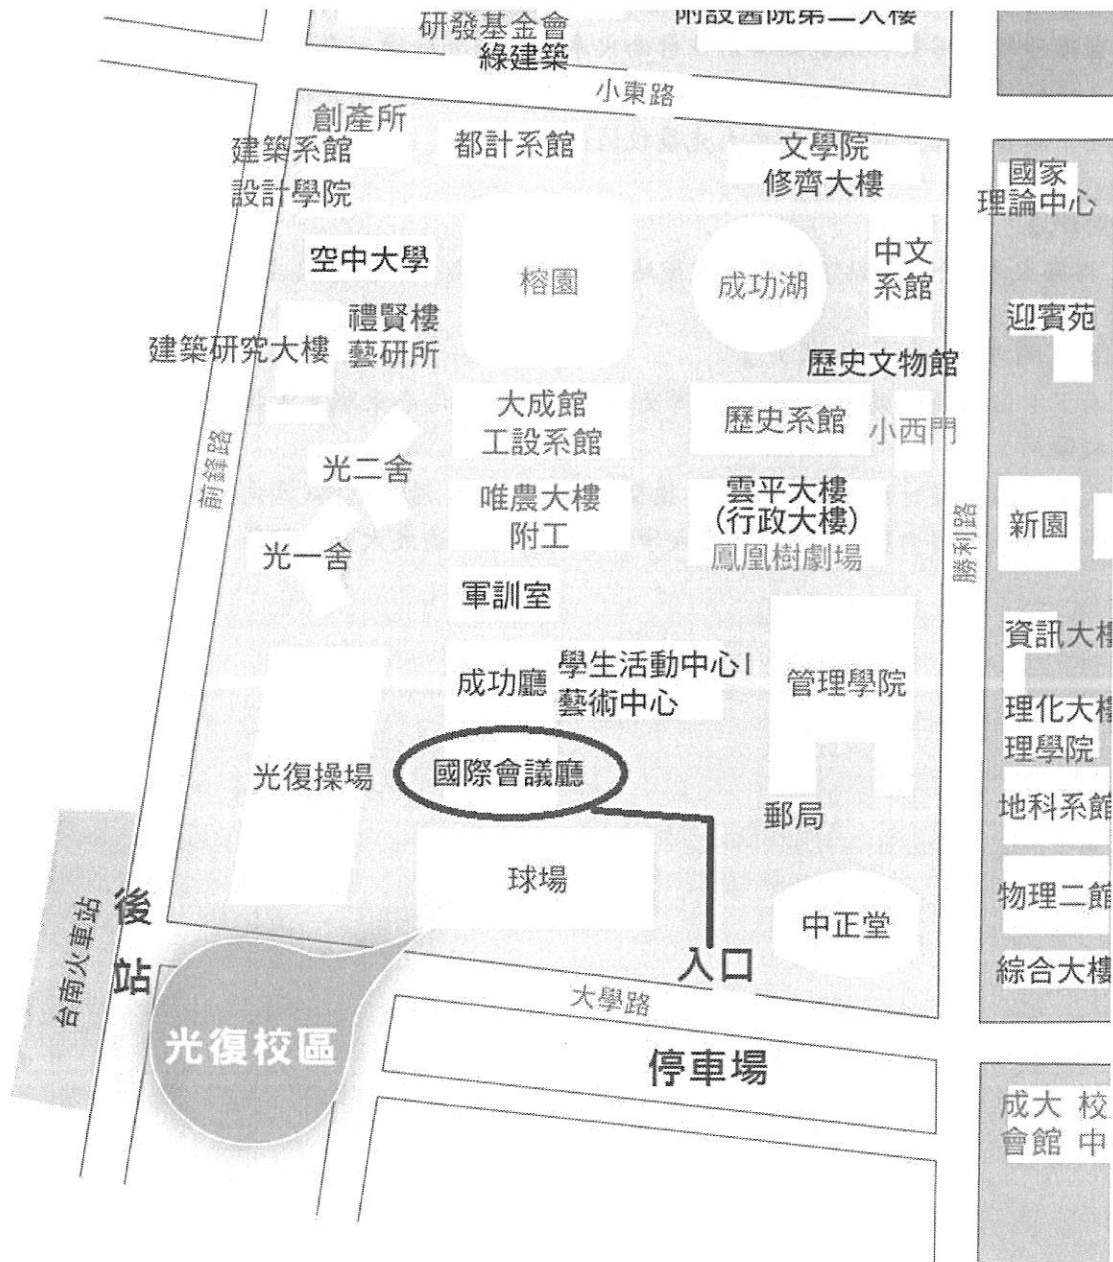 研發基金會
綠建築
附設醫院第二大樓
小東路
創產所
建築系館
設計學院
都計系館
文學院
修齊大樓
國家
理論中心
空中大學
榕園
成功湖
中文
系館
禮賢樓
藝研所
建築研究大樓
迎賓苑
歷史文物館
大成館
工設系館
歷史系館
小西門
前鋒路
光二舍
唯農大樓
附工
雲平大樓
(行政大樓)
鳳凰樹劇場
勝利路
新園
光一舍
軍訓室
資訊大樓
成功廳
學生活動中心I
藝術中心
管理學院
理化大樓
理學院
光復操場
國際會議廳
郵局
地科系館
球場
物理二館
中正堂
後
站
台南火車站
入口
綜合大樓
大學路
光復校區
停車場
成大 校
會館 中